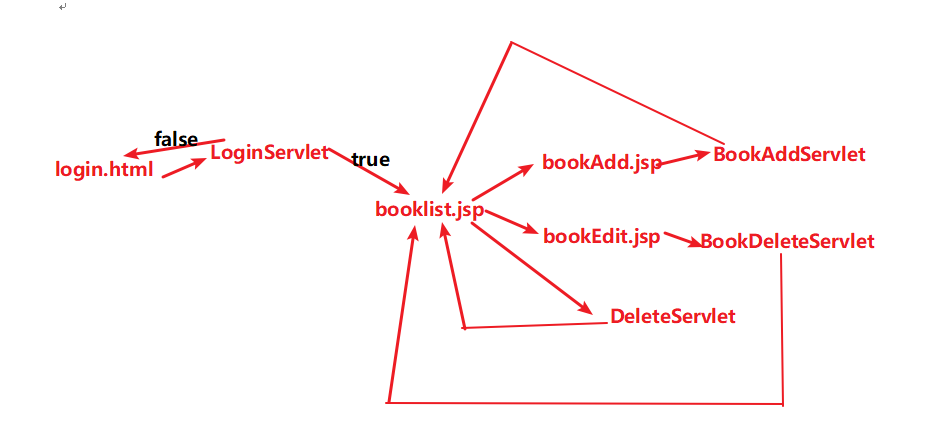 false
login.html
LoginServlet
true
booklist.jsp
bookAdd.jsp
BookAddServlet
bookEdit.jsp
BookDeleteServlet
DeleteServlet